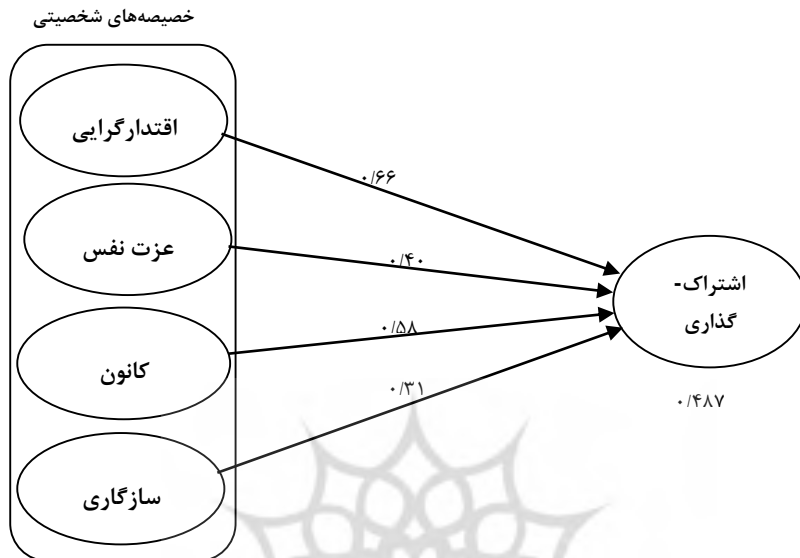 خصیصه‌های شخصیتی
اقتدارگرایی
عزت نفس
کانون
سازگاری
۰/۶۶
۰/۴۰
۰/۵۸
۰/۳۱
اشتراک-
گذاری
۰/۴۸۷